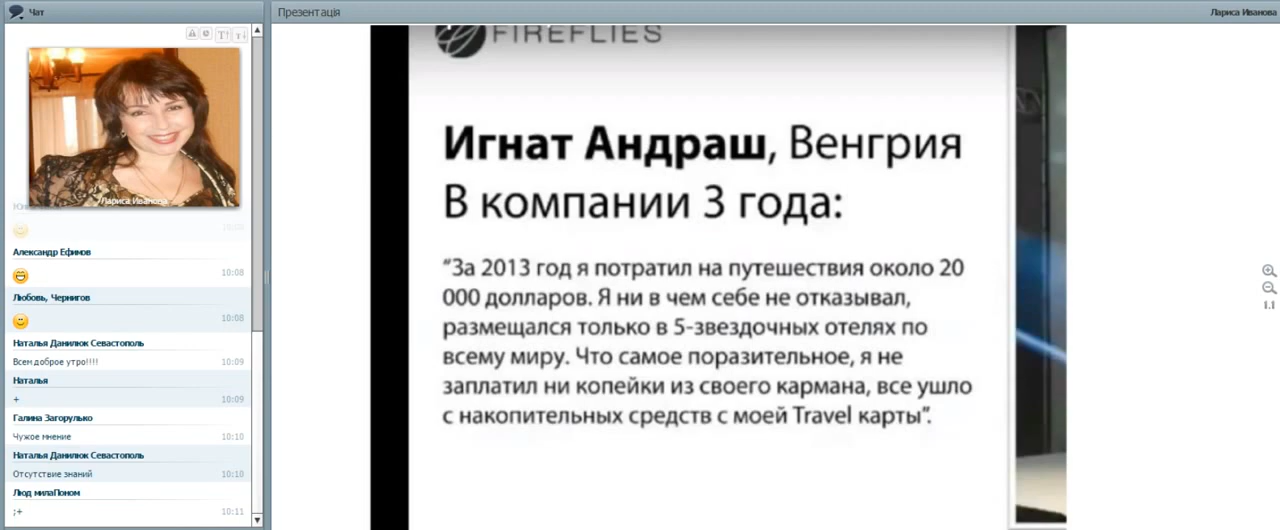 Чат
Лариса Иванова
10:08
Александр Ефимов
10:08
Любовь, Чернигов
10:08
Наталья Данилюк Севастополь
Всем доброе утро!!!!
10:09
Наталья
+
10:09
Галина Загорулько
Чужое мнение
10:10
Наталья Данилюк Севастополь
Отсутствие знаний
10:10
Люд милаПоном
;+
10:11
Презентація
Лариса Иванова
FIREFLIES
Игнат Андраш, Венгрия
В компании 3 года:
“За 2013 год я потратил на путешествия около 20
000 долларов. Я ни в чем себе не отказывал,
размещался только в 5-звездочных отелях по
всему миру. Что самое поразительное, я не
заплатил ни копейки из своего кармана, все ушло
с накопительных средств с моей Travel карты”.
1.1